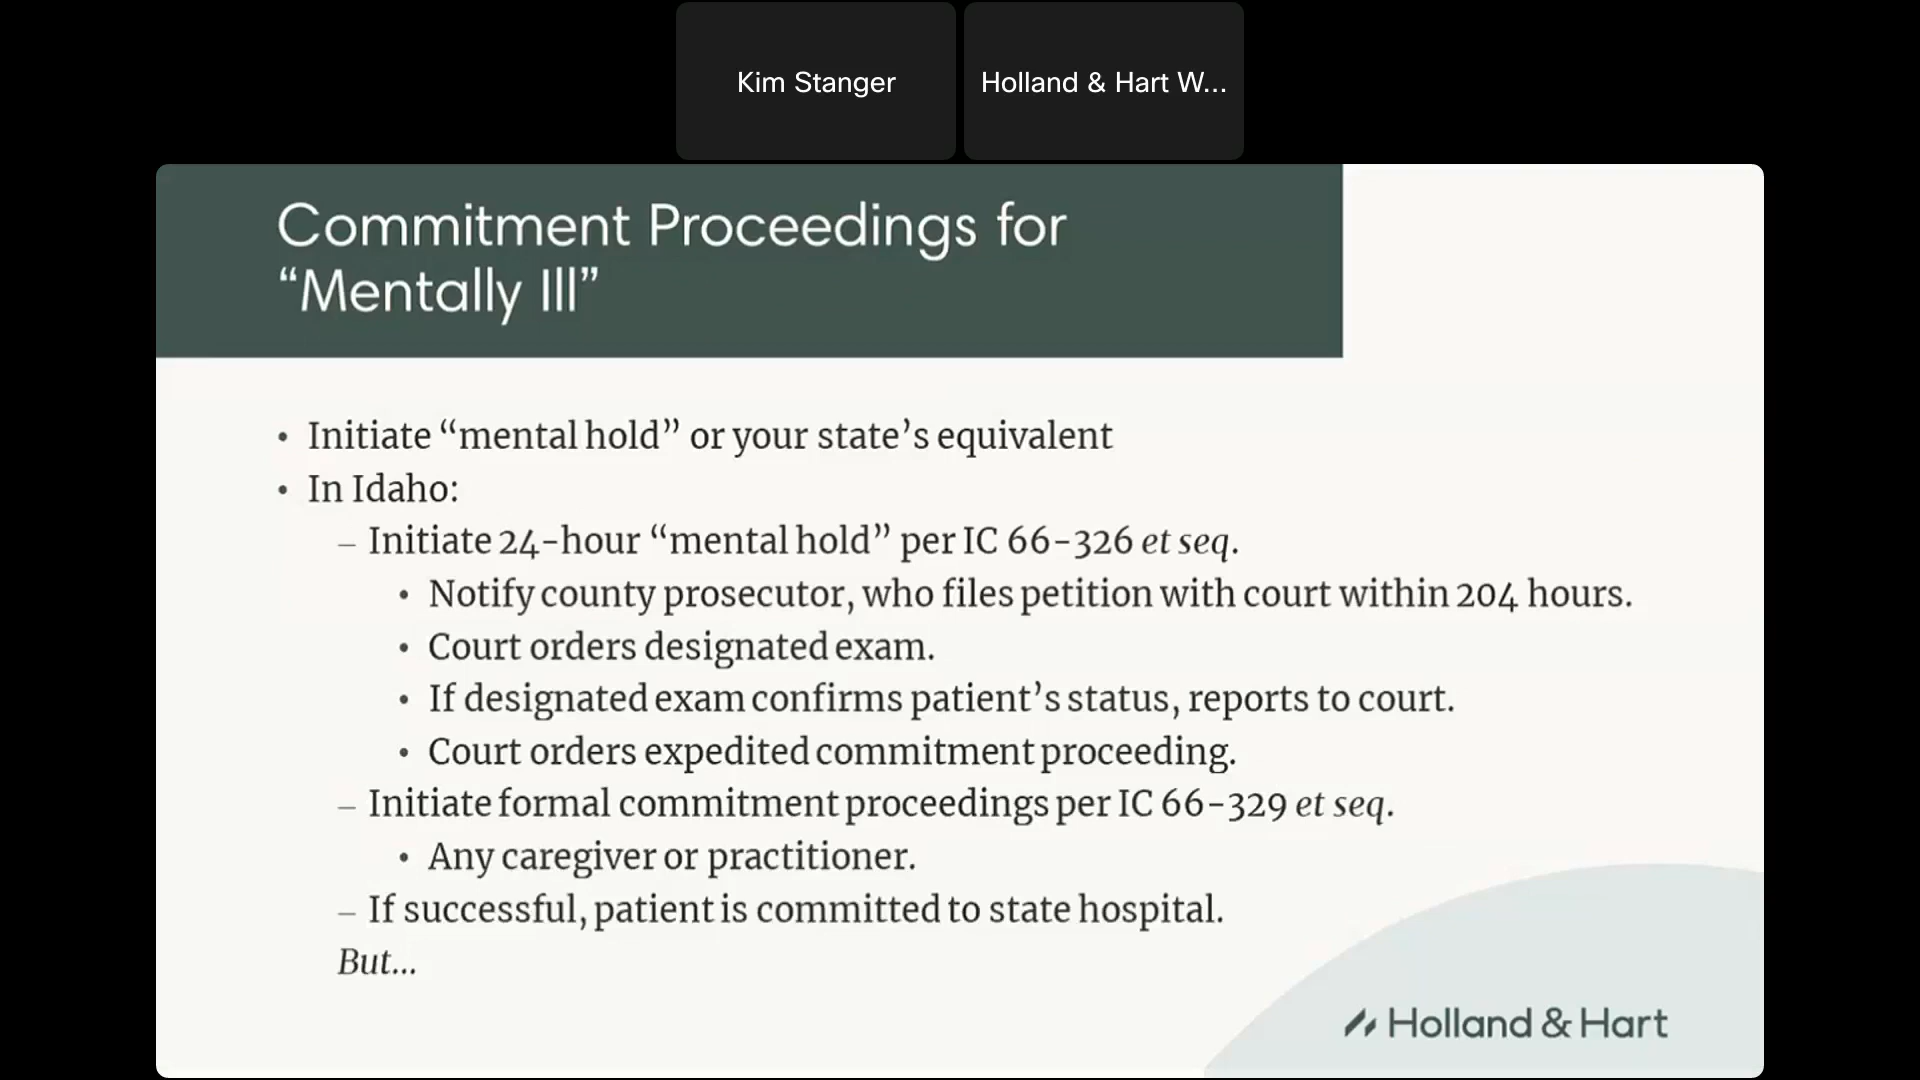 Kim Stanger
Holland & Hart W...
Commitment Proceedings for
“Mentally Ill”
• Initiate “mental hold” or your state’s equivalent
• In Idaho:
– Initiate 24-hour “mental hold” per IC 66-326 et seq.
• Notify county prosecutor, who files petition with court within 204 hours.
• Court orders designated exam.
• If designated exam confirms patient’s status, reports to court.
• Court orders expedited commitment proceeding.
– Initiate formal commitment proceedings per IC 66-329 et seq.
• Any caregiver or practitioner.
– If successful, patient is committed to state hospital.
But...
Holland & Hart